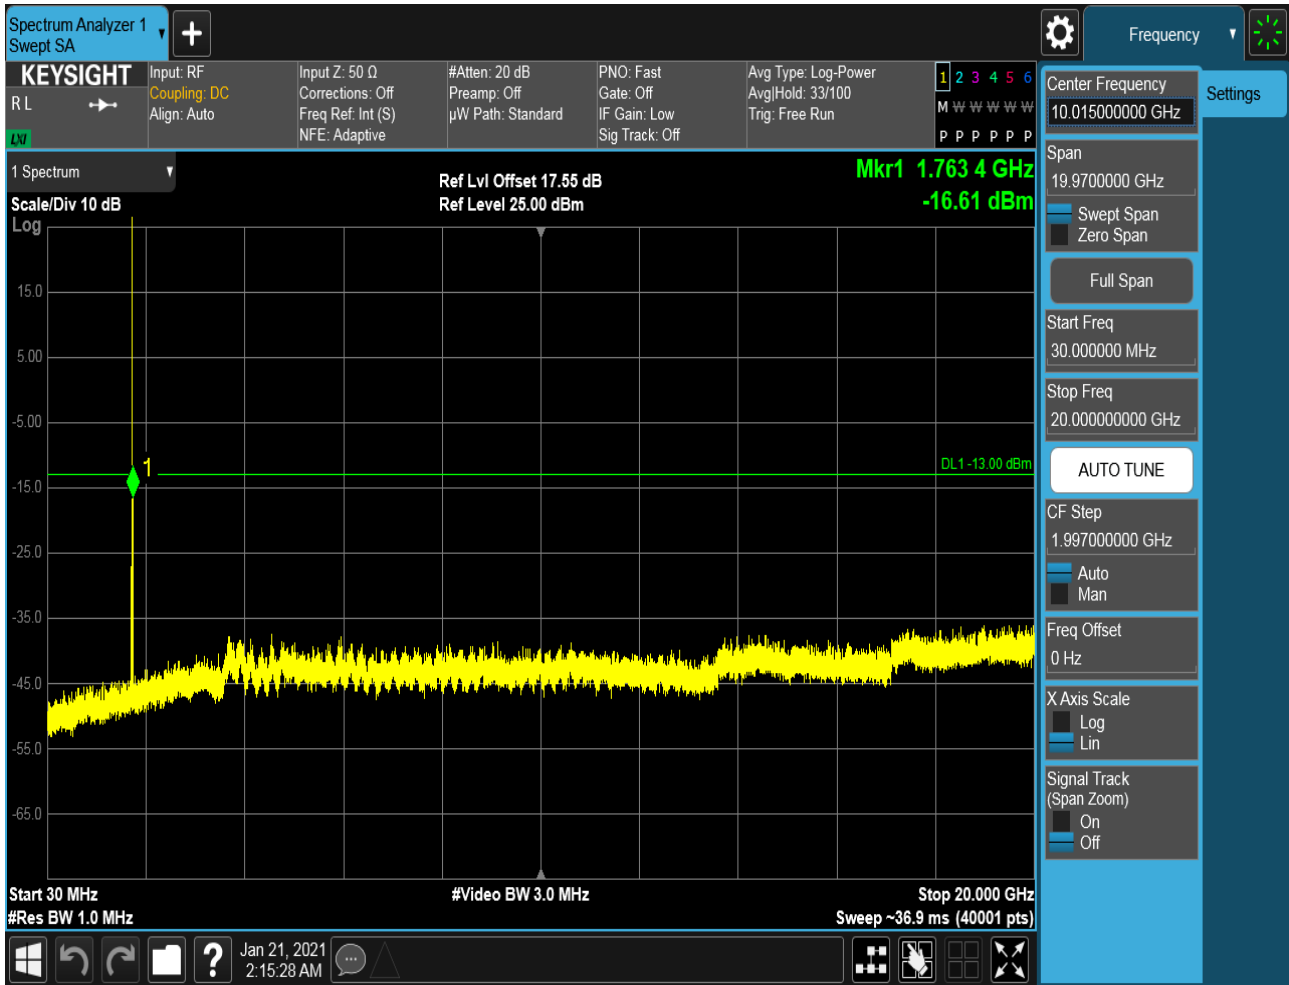 Spectrum Analyzer 1
Swept SA
Frequency
KEYSIGHT
R L
LXI
Input: RF
Coupling: DC
Align: Auto
Input Z: 50 Ω
Corrections: Off
Freq Ref: Int (S)
NFE: Adaptive
#Atten: 20 dB
Preamp: Off
µW Path: Standard
PNO: Fast
Gate: Off
IF Gain: Low
Sig Track: Off
Avg Type: Log-Power
Avg|Hold: 33/100
Trig: Free Run
1 2 3 4 5 6
M W W W W W
P P P P P P
1 Spectrum
Scale/Div 10 dB
Log
Ref Lvl Offset 17.55 dB
Ref Level 25.00 dBm
Mkr1 1.763 4 GHz
-16.61 dBm
15.0
5.00
-5.00
-15.0
-25.0
-35.0
-45.0
-55.0
-65.0
1
DL1 -13.00 dBm
Start 30 MHz
#Res BW 1.0 MHz
#Video BW 3.0 MHz
Stop 20.000 GHz
Sweep ~36.9 ms (40001 pts)
Jan 21, 2021
2:15:28 AM
Center Frequency
10.015000000 GHz
Settings
Span
19.9700000 GHz
Swept Span
Zero Span
Full Span
Start Freq
30.000000 MHz
Stop Freq
20.000000000 GHz
AUTO TUNE
CF Step
1.997000000 GHz
Auto
Man
Freq Offset
0 Hz
X Axis Scale
Log
Lin
Signal Track
(Span Zoom)
On
Off